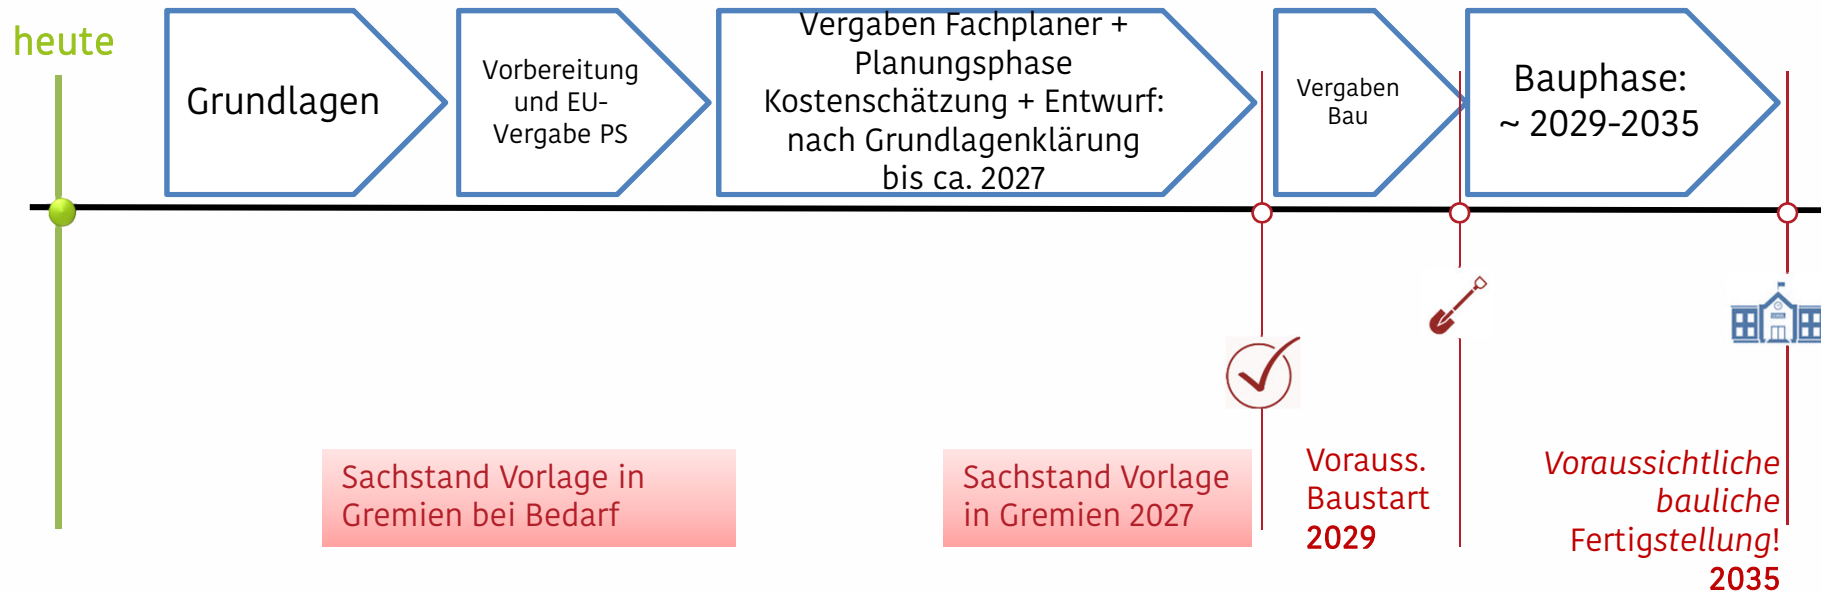 heute
Grundlagen
Vorbereitung
und EU-
Vergabe PS
Vergaben Fachplaner +
Planungsphase
Kostenschätzung + Entwurf:
nach Grundlagenklärung
bis ca. 2027
Vergaben
Bau
Bauphase:
~ 2029-2035
Sachstand Vorlage in
Gremien bei Bedarf
Sachstand Vorlage
in Gremien 2027
Vorauss.
Baustart
2029
Voraussichtliche
bauliche
Fertigstellung!
2035